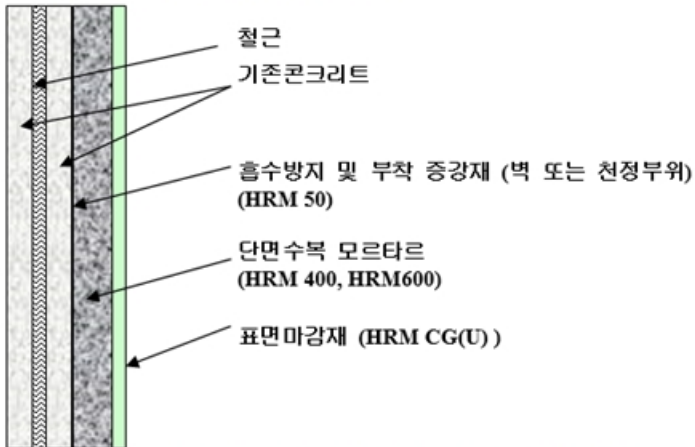 철근
기존콘크리트
흡수방지 및 부착 증강재 (벽 또는 천정부위)
(HRM 50)
단면수복 모르타르
(HRM 400, HRM600)
표면마감재 (HRM CG(U) )